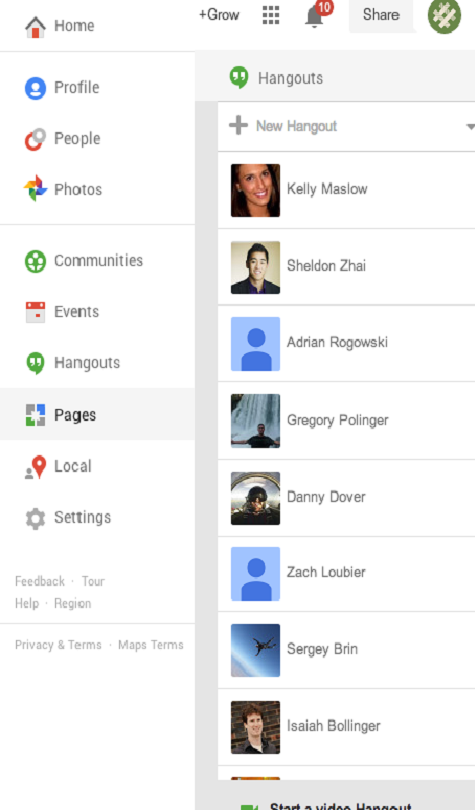 Home
Profile
People
Photos
Communities
Events
Hangouts
Pages
Local
Settings
Feedback · Tour
Help · Region
Privacy & Terms · Maps Terms
+Grow
10
Share
Hangouts
New Hangout
Kelly Maslow
Sheldon Zhai
Adrian Rogowski
Gregory Polinger
Danny Dover
Zach Loubier
Sergey Brin
Isaiah Bollinger
Start a video Hangout